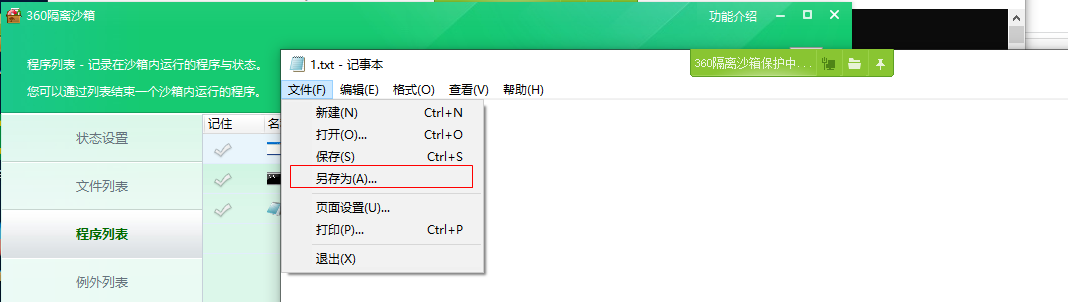 360隔离沙箱
功能介绍
程序列表 - 记录在沙箱内运行的程序与状态。
您可以通过列表结束一个沙箱内运行的程序。
1.txt - 记事本
360隔离沙箱保护中...
文件(F) 编辑(E) 格式(O) 查看(V) 帮助(H)
状态设置
文件列表
程序列表
例外列表
记住
新建(N) Ctrl+N
打开(O)... Ctrl+O
保存(S) Ctrl+S
另存为(A)...
页面设置(U)...
打印(P)... Ctrl+P
退出(X)